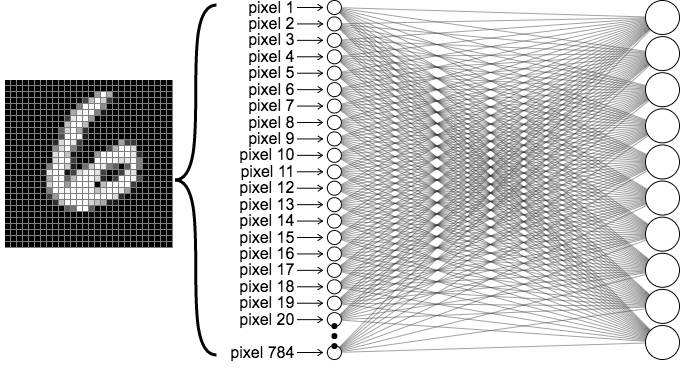 pixel 1
pixel 2
pixel 3
pixel 4
pixel 5
pixel 6
pixel 7
pixel 8
pixel 9
pixel 10
pixel 11
pixel 12
pixel 13
pixel 14
pixel 15
pixel 16
pixel 17
pixel 18
pixel 19
pixel 20
pixel 784
6